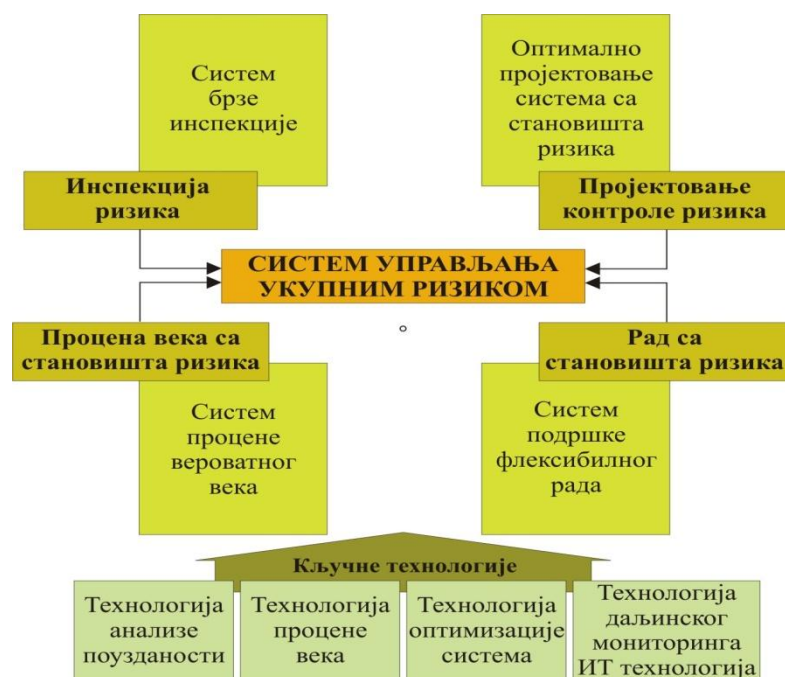 Систем
брзе
инспекције
Оптимално
пројектовање
система са
становишта
ризика
Инспекција
ризика
Пројектовање
контроле ризика
СИСТЕМ УПРАВЉАЊА
УКУПНИМ РИЗИКОМ
Процена века са
становишта ризика
Рад са
становишта ризика
Систем
процене
вероватног
века
Систем
подршке
флексибилног
рада
Кључне технологије
Технологија
анализе
поузданости
Технологија
процене
века
Технологија
оптимизације
система
Технологија
даљинског
мониторинга
ИТ технологија